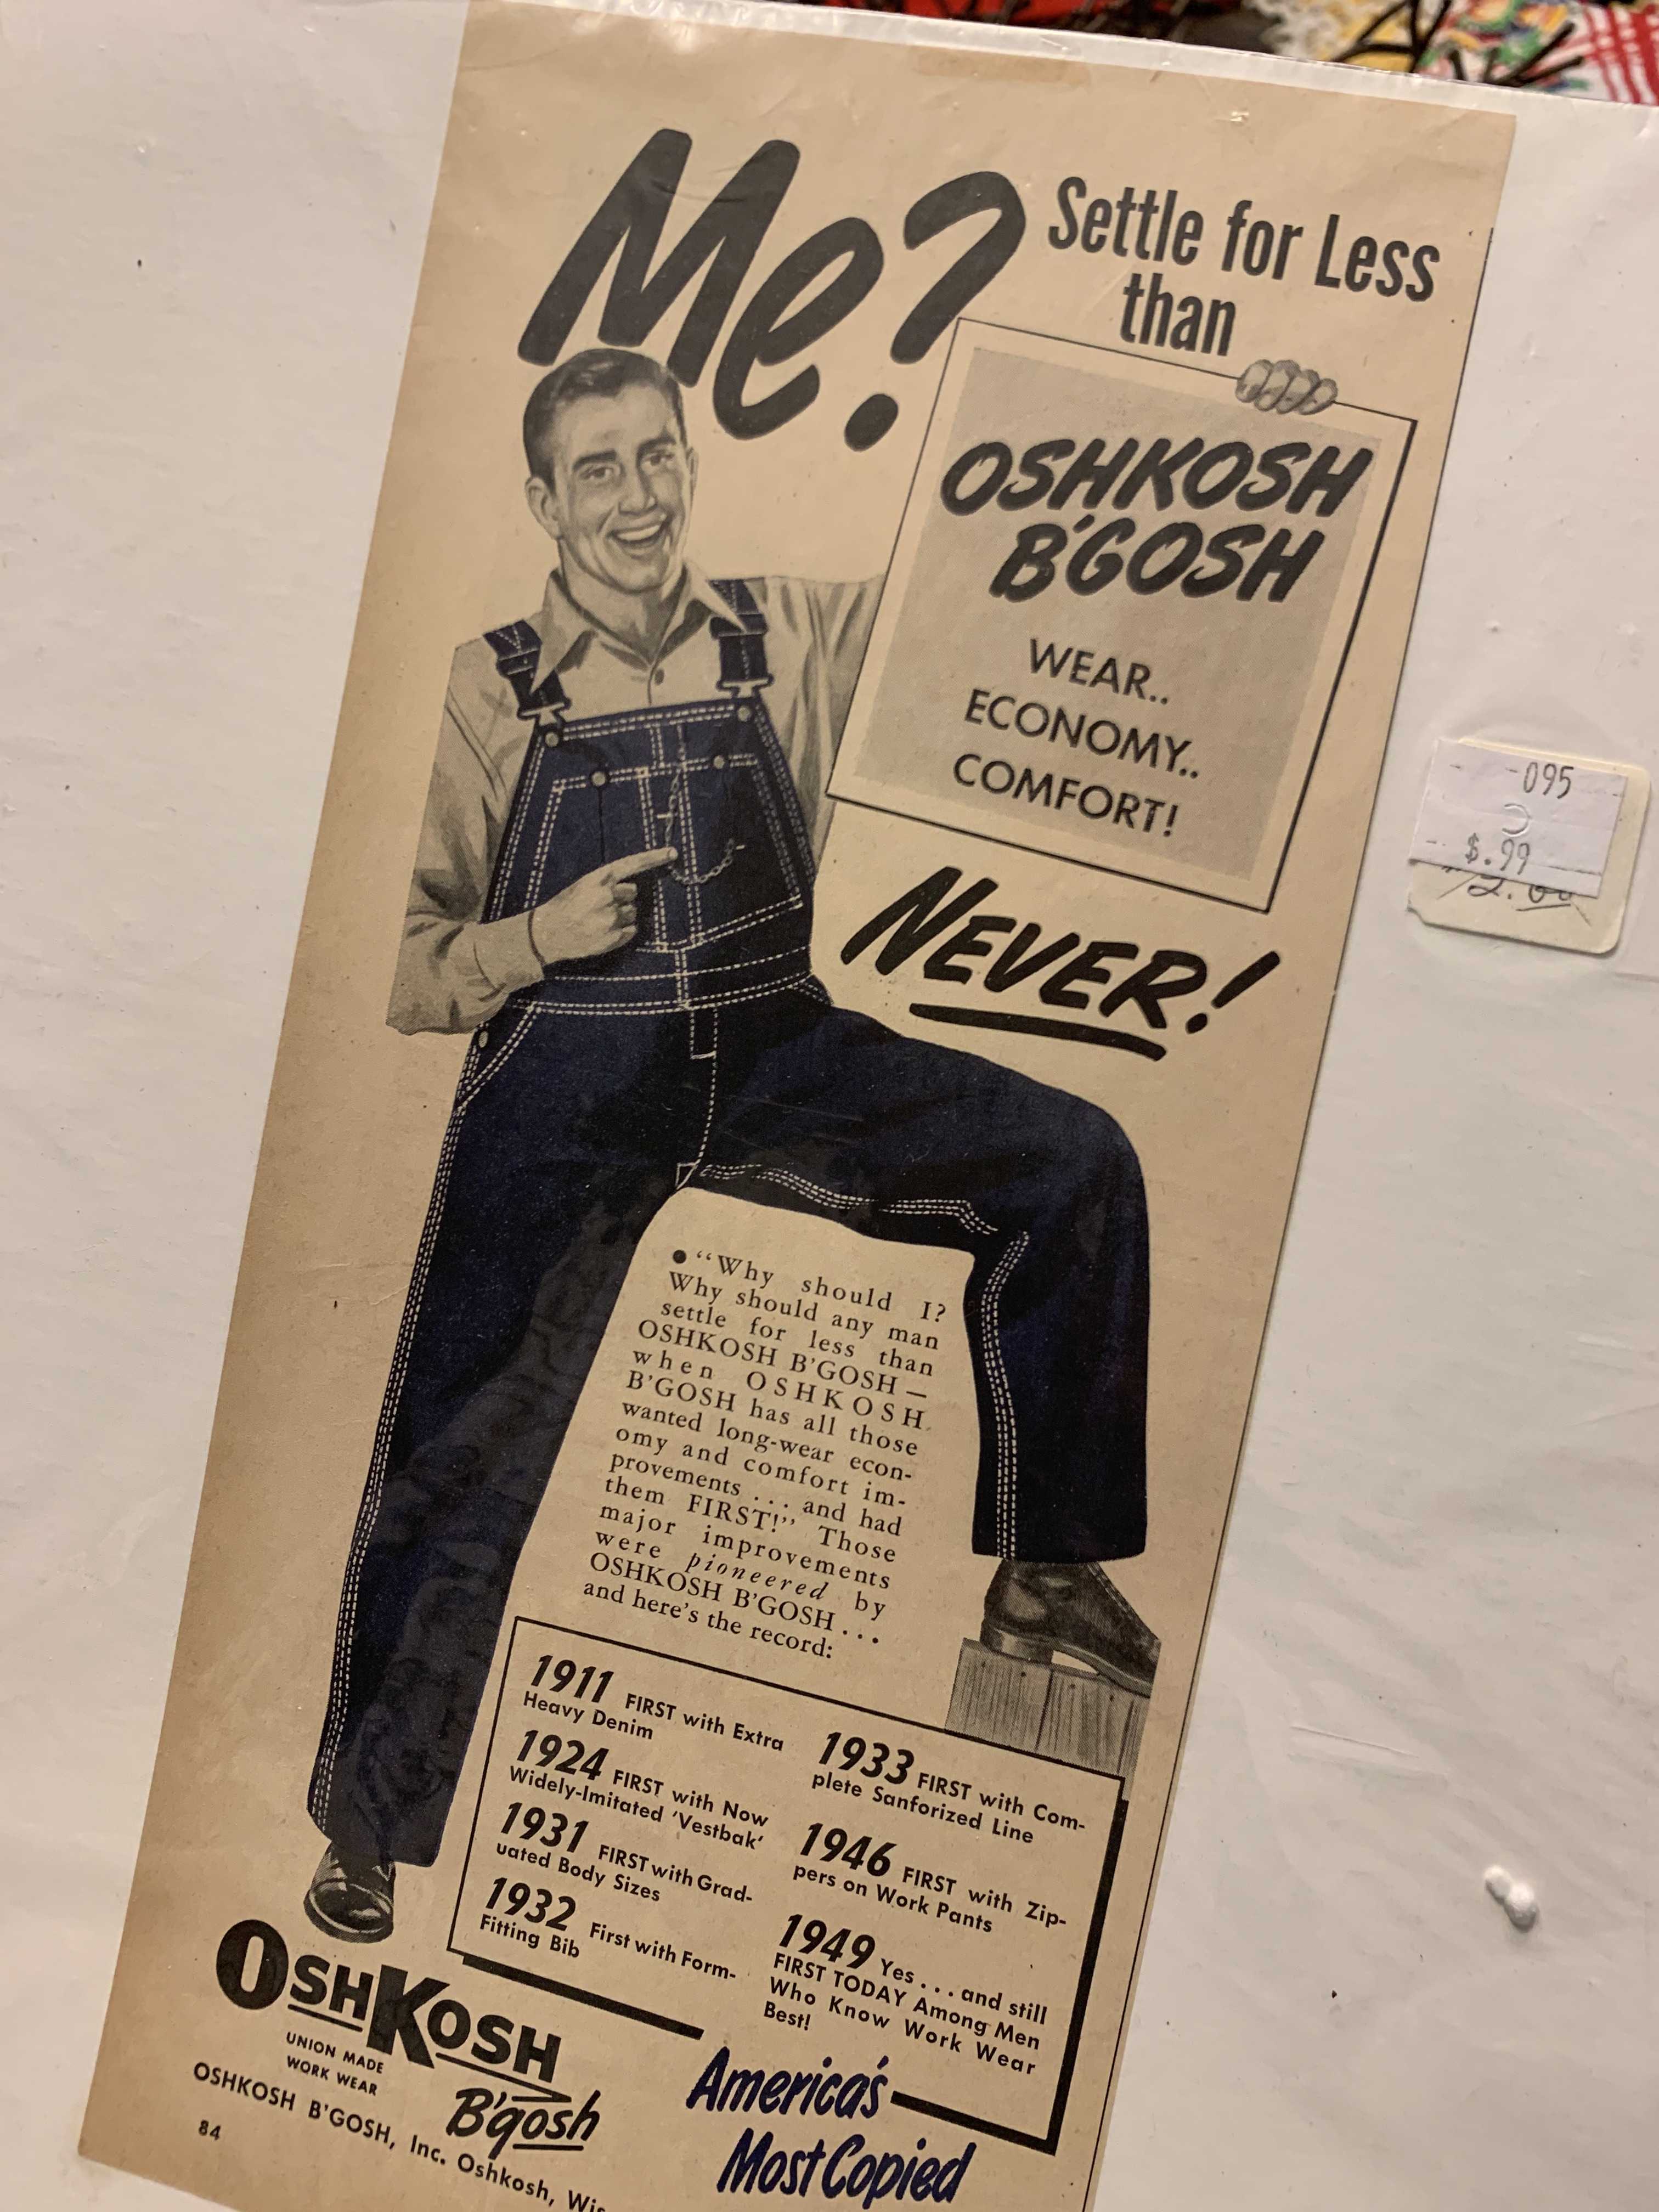 Me?
Settle for Less
than
OSHKOSH
B'GOSH
WEAR..
ECONOMY..
COMFORT!
NEVER!
095
$.99
● “Why should I?
Why should any man
settle for less than
OSHKOSH B'GOSH —
when OSHKOSH
B'GOSH has all those
wanted long-wear econ-
omy and comfort im-
provements . . . and had
them FIRST!” Those
major improvements
were pioneered by
OSHKOSH B'GOSH . . .
and here's the record:
1911 FIRST with Extra
Heavy Denim
1924 FIRST with Now
Widely-Imitated 'Vestbak'
1931 FIRST with Grad-
uated Body Sizes
1932 First with Form-
Fitting Bib
1933 FIRST with Com-
plete Sanforized Line
1946 FIRST with Zip-
pers on Work Pants
1949 Yes . . . and still
FIRST TODAY Among Men
Who Know Work Wear
Best!
OSHKOSH
UNION MADE
WORK WEAR
B'gosh
OSHKOSH B'GOSH, Inc. Oshkosh, Wis
84
America's
Most Copied